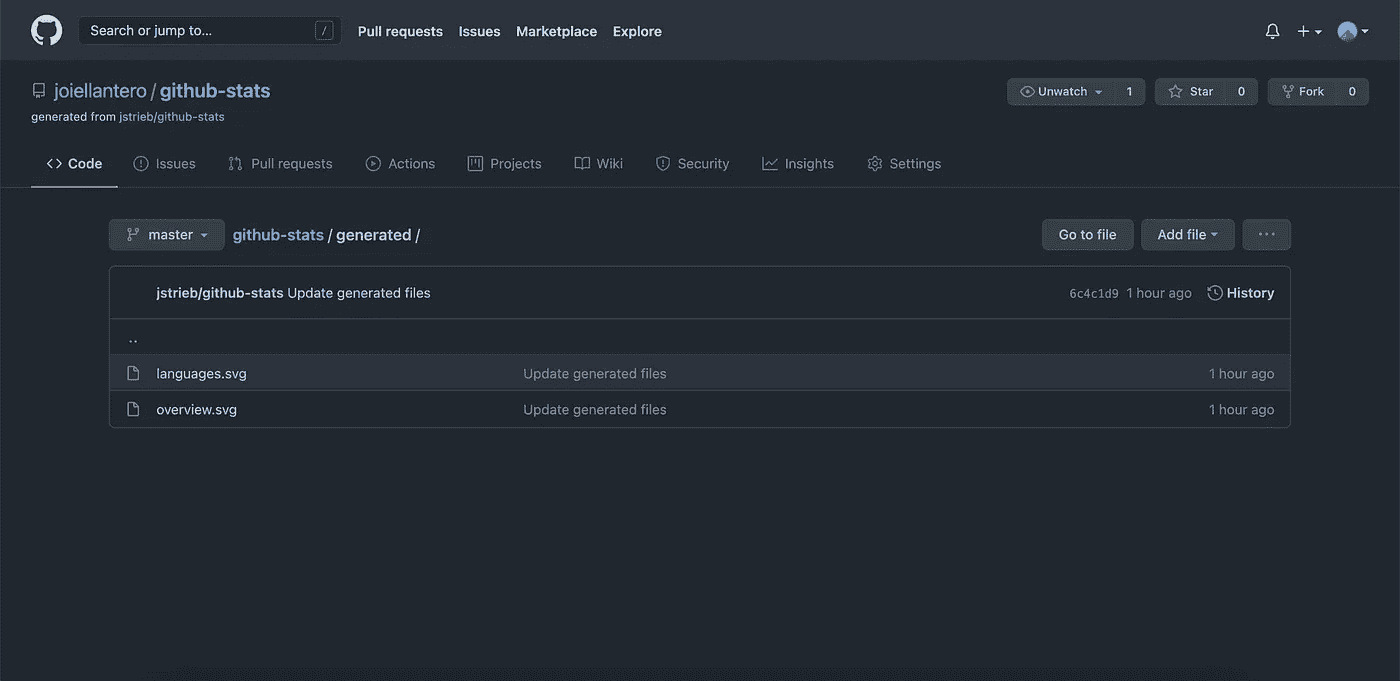 Search or jump to... / Pull requests Issues Marketplace Explore
joiellantero / github-stats Unwatch 1 Star 0 Fork 0
generated from jstrieb/github-stats
Code Issues Pull requests Actions Projects Wiki Security Insights Settings
master github-stats / generated / Go to file Add file ...
jstrieb/github-stats Update generated files 6c4c1d9 1 hour ago History
..
languages.svg Update generated files 1 hour ago
overview.svg Update generated files 1 hour ago